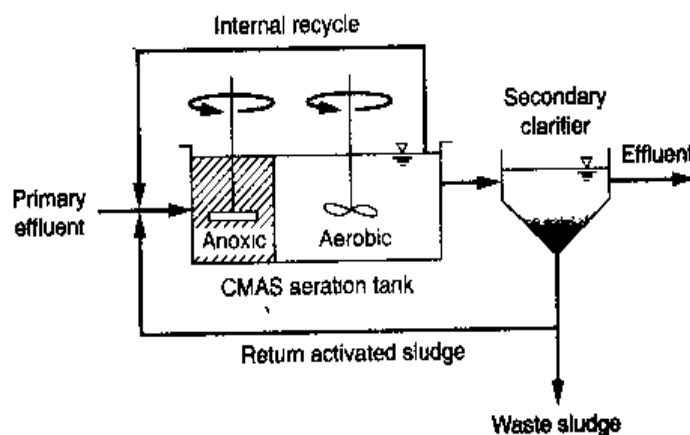 Internal recycle
Secondary
clarifier
Effluent
Primary
effluent
Anoxic
Aerobic
CMAS aeration tank
Return activated sludge
Waste sludge